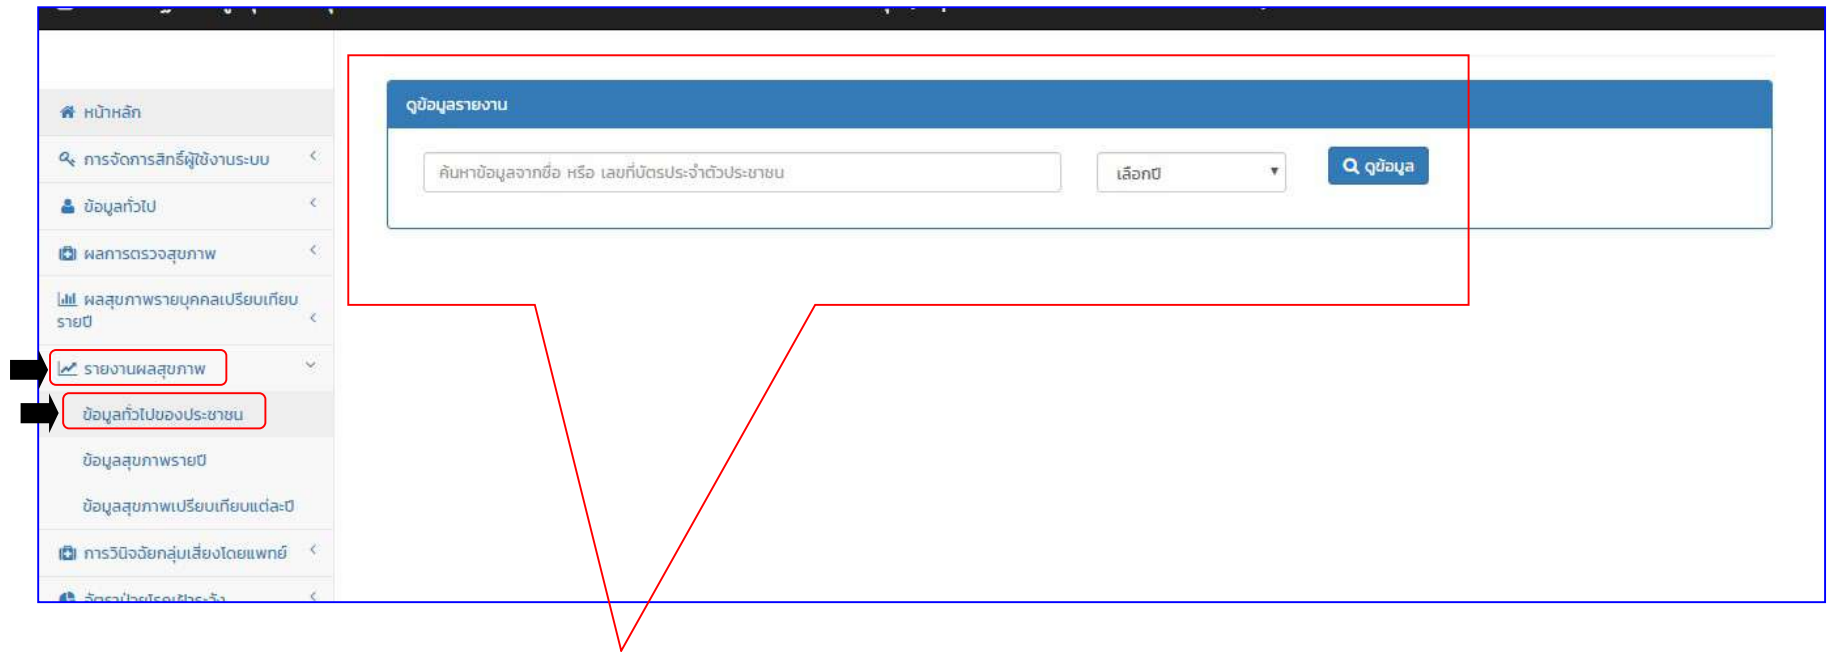 หน้าหลัก
การจัดการสิทธิ์ผู้ใช้งานระบบ
ข้อมูลทั่วไป
ผลการตรวจสุขภาพ
ผลสุขภาพรายบุคคลเปรียบเทียบ
รายปี
รายงานผลสุขภาพ
ข้อมูลทั่วไปของประชาชน
ข้อมูลสุขภาพรายปี
ข้อมูลสุขภาพเปรียบเทียบแต่ละปี
การวินิจฉัยกลุ่มเสี่ยงโดยแพทย์
ดูข้อมูลรายงาน
ค้นหาข้อมูลจากชื่อ หรือ เลขที่บัตรประจำตัวประชาชน
เลือกปี
ดูข้อมูล